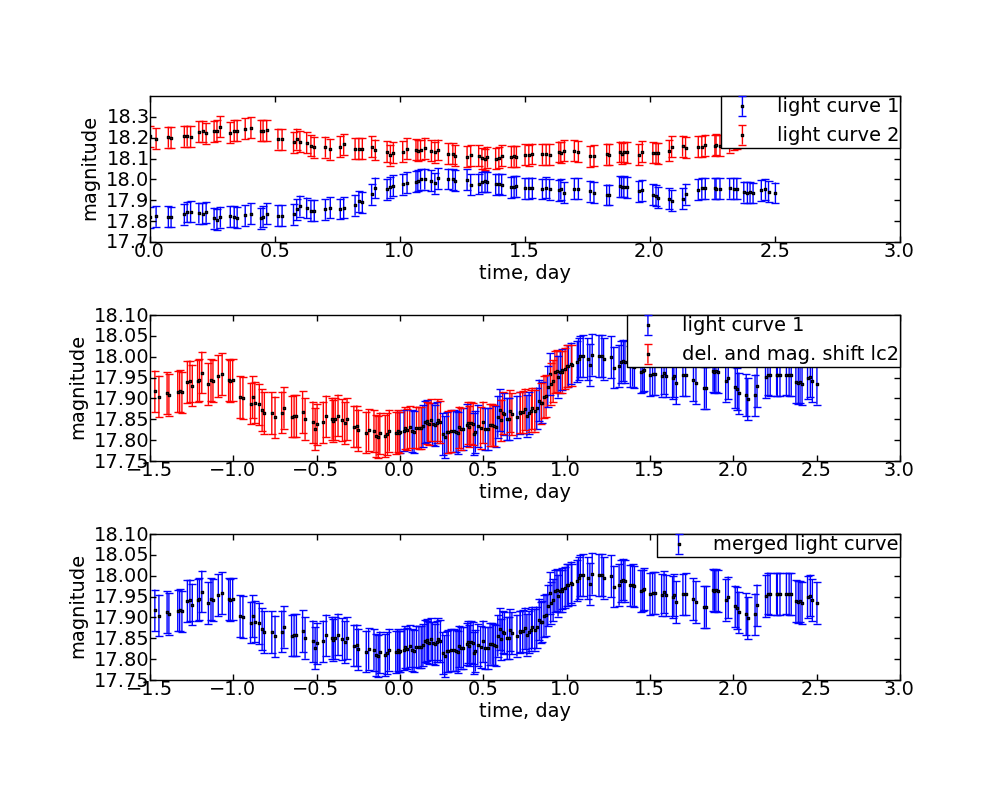 18.3
18.2
18.1
18.0
17.9
17.8
17.7
magnitude
light curve 1
light curve 2
0.0 0.5 1.0 1.5 2.0 2.5 3.0
time, day
18.10
18.05
18.00
17.95
17.90
17.85
17.80
17.75
magnitude
light curve 1
del. and mag. shift lc2
−1.5 −1.0 −0.5 0.0 0.5 1.0 1.5 2.0 2.5 3.0
time, day
18.10
18.05
18.00
17.95
17.90
17.85
17.80
17.75
magnitude
merged light curve
−1.5 −1.0 −0.5 0.0 0.5 1.0 1.5 2.0 2.5 3.0
time, day